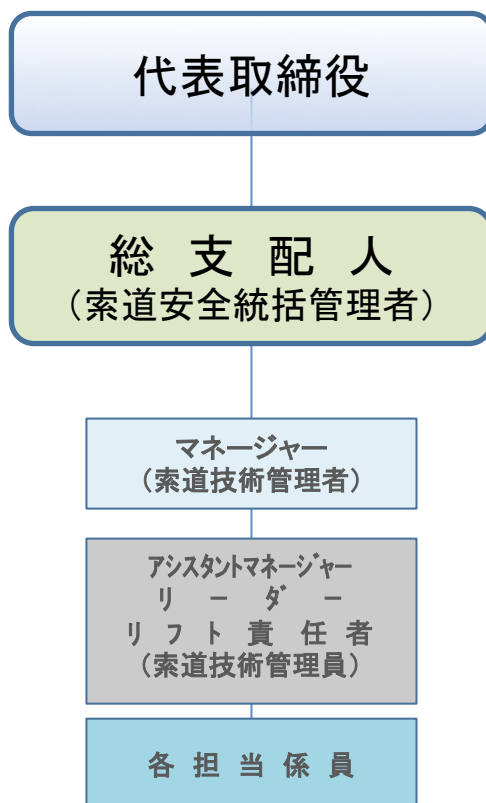 代表取締役
総 支 配 人
（索道安全統括管理者）
マネージャー
（索道技術管理者）
ｱｼｽﾀﾝﾄﾏﾈｰｼﾞｬｰ
リ ー ダ ー
リ フ ト 責 任 者
（索道技術管理員）
各 担 当 係 員